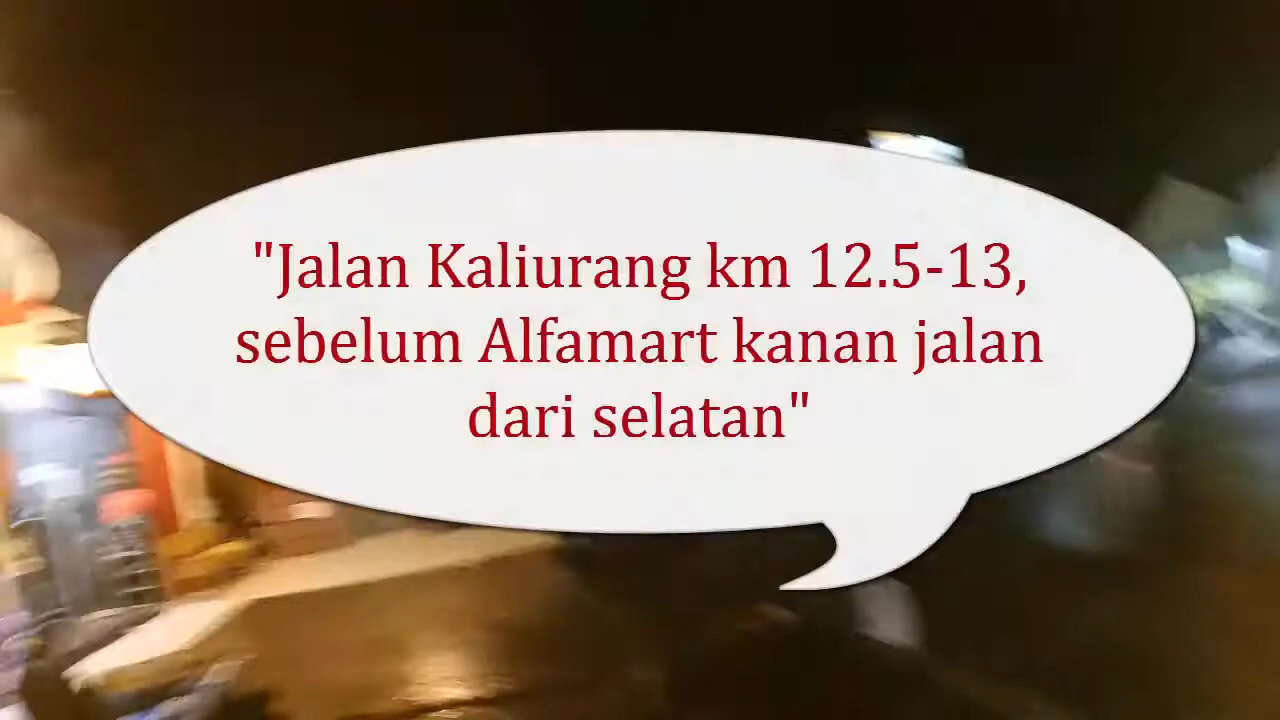 "Jalan Kaliurang km 12.5-13,
sebelum Alfamart kanan jalan
dari selatan"